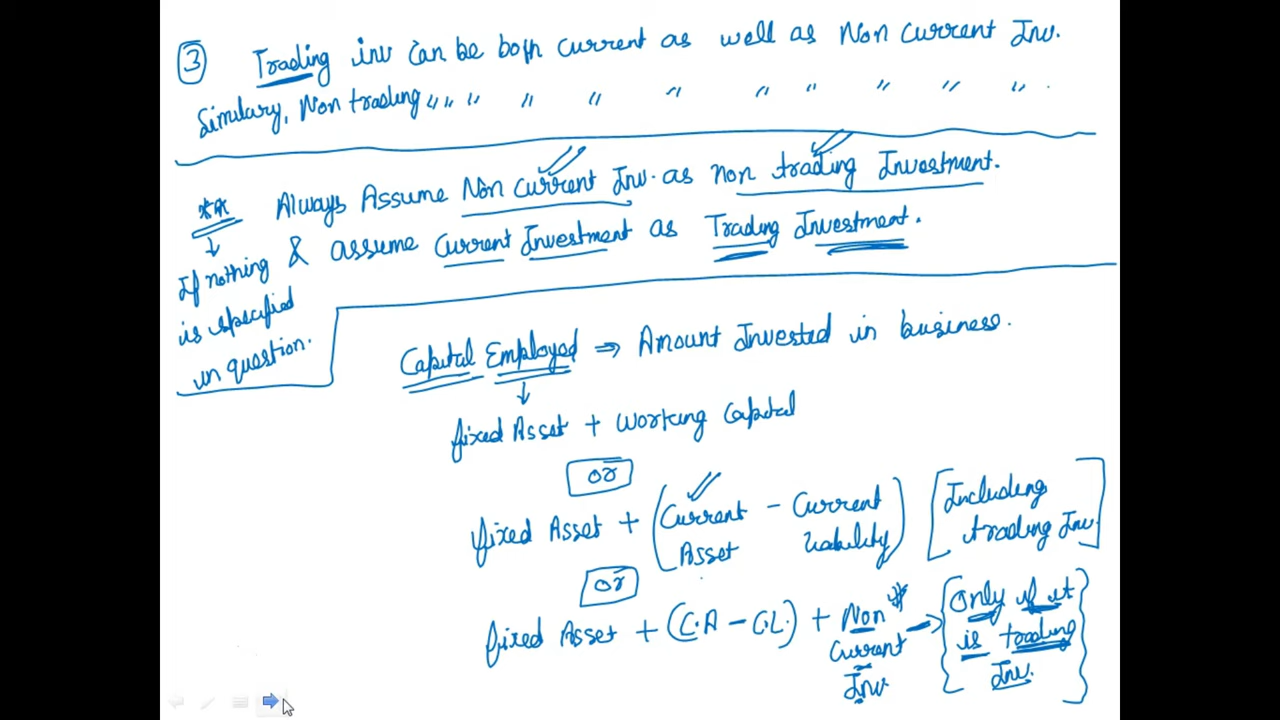 ③ Trading inv can be both current as well as Non current Inv.
Similary, Non trading " " " " " " " " " " " .
** Always Assume Non current Inv. as non trading Investment.
& assume current Investment as Trading Investment.
If nothing
is specified
in question.
Capital Employed ⇒ Amount Invested in business.
↓
fixed Asset + Working Capital
or
fixed Asset + (Current Asset - Current liability) [Including trading Inv.]
or
fixed Asset + (C.A - C.L.) + Non Current Inv → {Only if it is trading Inv.}